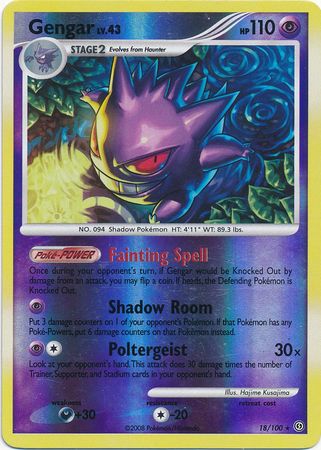 Gengar LV.43
HP 110
STAGE 2 Evolves from Haunter
NO. 094 Shadow Pokémon HT: 4'11" WT: 89.3 lbs.
Poké-POWER Fainting Spell
Once during your opponent's turn, if Gengar would be Knocked Out by
damage from an attack, you may flip a coin. If heads, the Defending Pokémon is
Knocked Out.
Shadow Room
Put 3 damage counters on 1 of your opponent's Pokémon. If that Pokémon has any
Poké-Powers, put 6 damage counters on that Pokémon instead.
Poltergeist 30x
Look at your opponent's hand. This attack does 30 damage times the number of
Trainer, Supporter, and Stadium cards in your opponent's hand.
Illus. Hajime Kusajima
weakness resistance retreat cost
+30 -20
©2008 Pokémon/Nintendo
18/100 ★